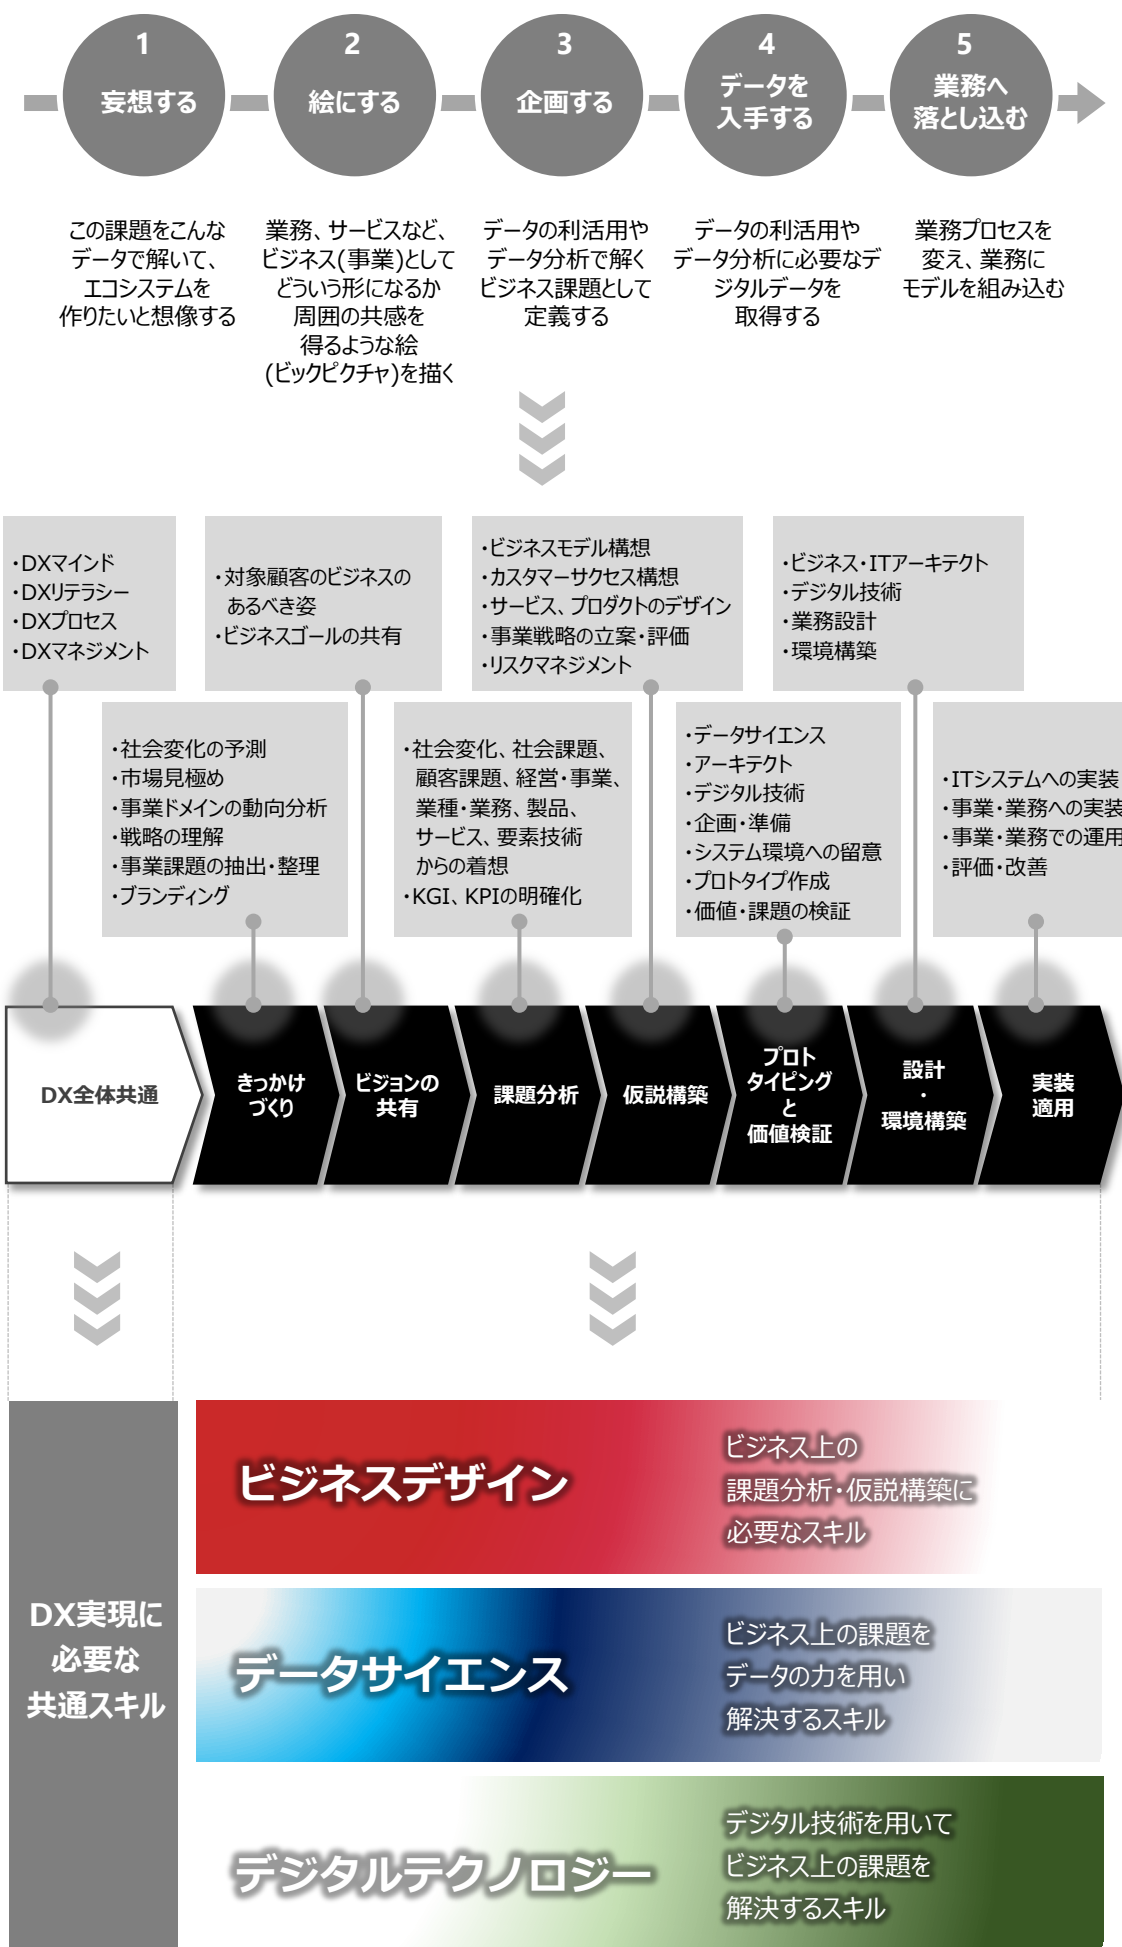 1
妄想する
2
絵にする
3
企画する
4
データを
入手する
5
業務へ
落とし込む
この課題をこんな
データで解いて、
エコシステムを
作りたいと想像する
業務、サービスなど、
ビジネス(事業)として
どういう形になるか
周囲の共感を
得るような絵
(ビックピクチャ)を描く
データの利活用や
データ分析で解く
ビジネス課題として
定義する
データの利活用や
データ分析に必要なデ
ジタルデータを
取得する
業務プロセスを
変え、業務に
モデルを組み込む
・DXマインド
・DXリテラシー
・DXプロセス
・DXマネジメント
・対象顧客のビジネスの
あるべき姿
・ビジネスゴールの共有
・ビジネスモデル構想
・カスタマーサクセス構想
・サービス、プロダクトのデザイン
・事業戦略の立案・評価
・リスクマネジメント
・ビジネス・ITアーキテクト
・デジタル技術
・業務設計
・環境構築
・社会変化の予測
・市場見極め
・事業ドメインの動向分析
・戦略の理解
・事業課題の抽出・整理
・ブランディング
・社会変化、社会課題、
顧客課題、経営・事業、
業種・業務、製品、
サービス、要素技術
からの着想
・KGI、KPIの明確化
・データサイエンス
・アーキテクト
・デジタル技術
・企画・準備
・システム環境への留意
・プロトタイプ作成
・価値・課題の検証
・ITシステムへの実装
・事業・業務への実装
・事業・業務での運用
・評価・改善
DX全体共通
きっかけ
づくり
ビジョンの
共有
課題分析
仮説構築
プロト
タイピング
と
価値検証
設計
・
環境構築
実装
適用
DX実現に
必要な
共通スキル
ビジネスデザイン
ビジネス上の
課題分析・仮説構築に
必要なスキル
データサイエンス
ビジネス上の課題を
データの力を用い
解決するスキル
デジタルテクノロジー
デジタル技術を用いて
ビジネス上の課題を
解決するスキル